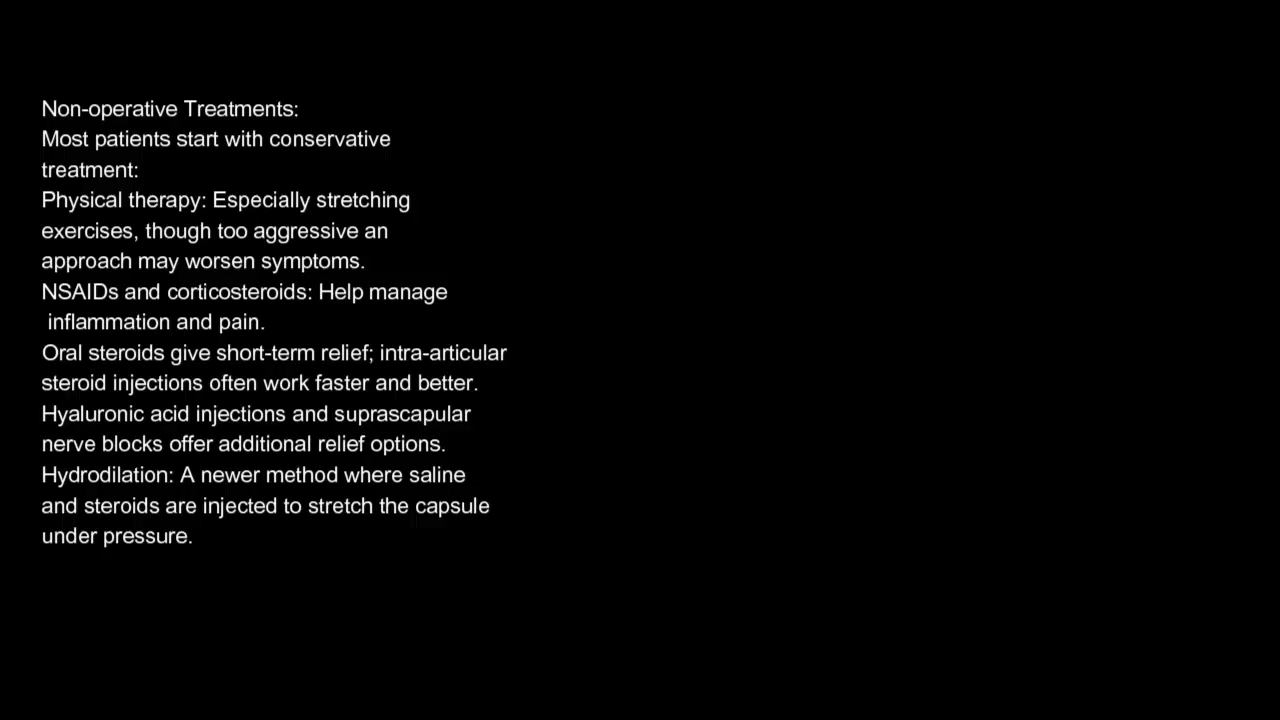 Non-operative Treatments:
Most patients start with conservative
treatment:
Physical therapy: Especially stretching
exercises, though too aggressive an
approach may worsen symptoms.
NSAIDs and corticosteroids: Help manage
inflammation and pain.
Oral steroids give short-term relief; intra-articular
steroid injections often work faster and better.
Hyaluronic acid injections and suprascapular
nerve blocks offer additional relief options.
Hydrodilation: A newer method where saline
and steroids are injected to stretch the capsule
under pressure.